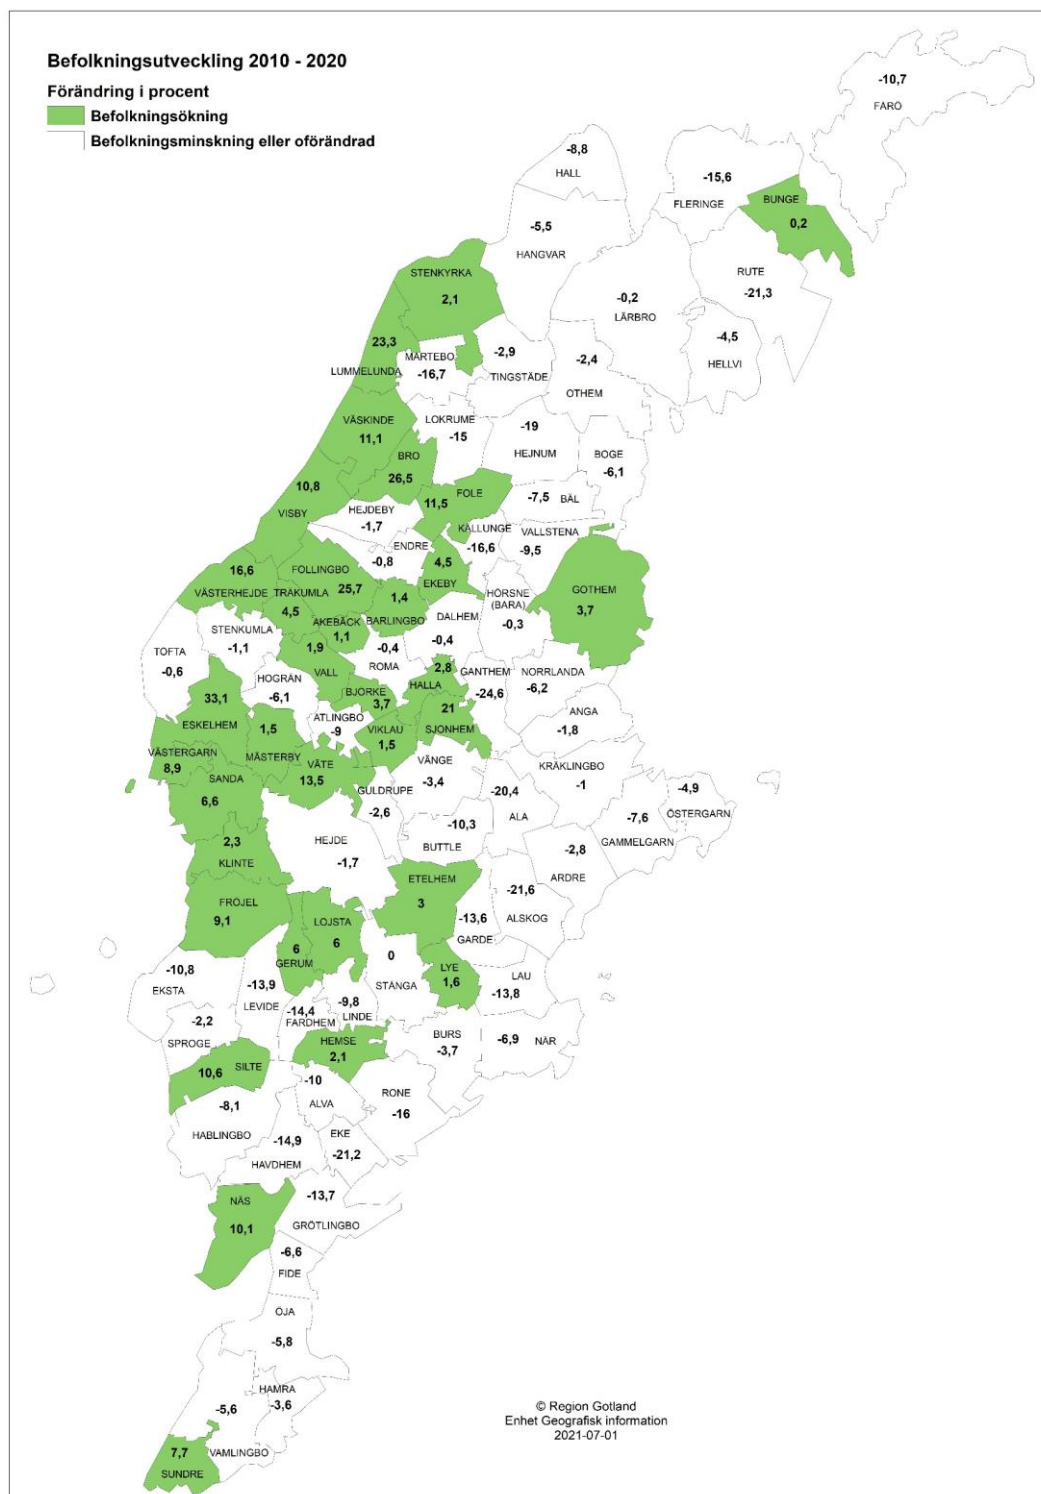 Befolkningsutveckling 2010 - 2020
Förändring i procent
Befolkningsökning
Befolkningsminskning eller oförändrad
-10,7
FÅRÖ
-8,8
HALL
-15,6
FLERINGE
BUNGE
0,2
-5,5
HANGVAR
STENKYRKA
2,1
RUTE
-21,3
-0,2
LÄRBRO
-4,5
HELLVI
23,3
LUMMELUNDA
MARTEBO
-16,7
-2,9
TINGSTÄDE
-2,4
OTHEM
VÄSKINDE
11,1
LOKRUME
-15
-19
HEJNUM
BOGE
-6,1
BRO
26,5
10,8
VISBY
FOLE
11,5
-7,5 BÄL
HEJDEBY
-1,7
KÄLLUNGE
-16,6
VALLSTENA
-9,5
ENDRE
-0,8
4,5
EKEBY
16,6
VÄSTERHEJDE
FOLLINGBO
25,7
TRÄKUMLA
4,5
1,4
BARLINGBO
HÖRSNE
(BARA)
-0,3
GOTHEM
3,7
ÅKEBÄCK
1,1
DALHEM
-0,4
STENKUMLA
-1,1
TOFTA
-0,6
1,9
VALL
-0,4
ROMA
2,8
HALLA
GANTHEM
-24,6
NORRLANDA
-6,2
HOGRÄN
-6,1
BJÖRKE
3,7
33,1
ESKELHEM
ATLINGBO
-9
21
SJONHEM
ANGA
-1,8
1,5
MÄSTERBY
VIKLAU
1,5
VÄSTERGARN
8,9
VÄTE
13,5
VÄNGE
-3,4
KRÄKLINGBO
-1
SANDA
6,6
GULDRUPE
-2,6
-20,4
ALA
-4,9
ÖSTERGARN
-7,6
GAMMELGARN
-10,3
BUTTLE
2,3
KLINTE
HEJDE
-1,7
-2,8
ARDRE
ETELHEM
3
-21,6
ALSKOG
FRÖJEL
9,1
-13,6
GARDE
LOJSTA
6
6
GERUM
0
STÅNGA
LYE
1,6
LAU
-13,8
-10,8
EKSTA
-13,9
LEVIDE
-9,8
LINDE
-14,4
FARDHEM
-2,2
SPROGE
HEMSE
2,1
BURS
-3,7
-6,9 NÄR
10,6 SILTE
-10
ALVA
RONE
-16
-8,1
HABLINGBO
-14,9
HAVDHEM
EKE
-21,2
NÄS
10,1
-13,7
GRÖTLINGBO
-6,6
FIDE
ÖJA
-5,8
HAMRA
-3,6
-5,6
VAMLINGBO
7,7
SUNDRE
© Region Gotland
Enhet Geografisk information
2021-07-01